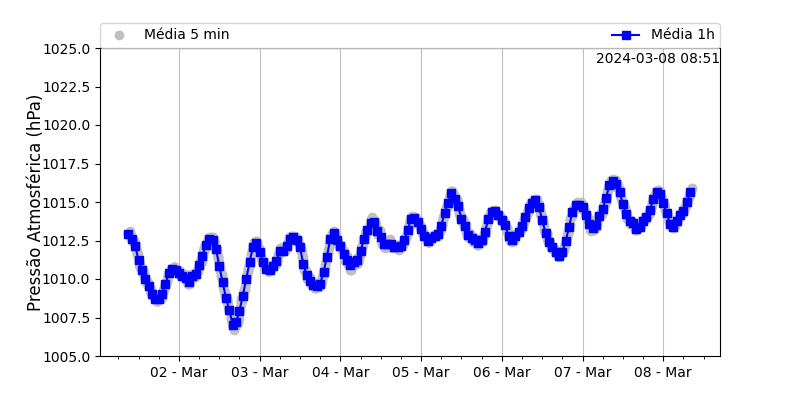 Média 5 min
Média 1h
2024-03-08 08:51
Pressão Atmosférica (hPa)
1025.0
1022.5
1020.0
1017.5
1015.0
1012.5
1010.0
1007.5
1005.0
02 - Mar
03 - Mar
04 - Mar
05 - Mar
06 - Mar
07 - Mar
08 - Mar